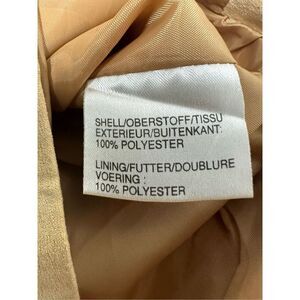 SHELL/OBERSTOFF/TISSU
EXTERIEUR/BUITENKANT:
100% POLYESTER
LINING/FUTTER/DOUBLURE
VOERING :
100% POLYESTER